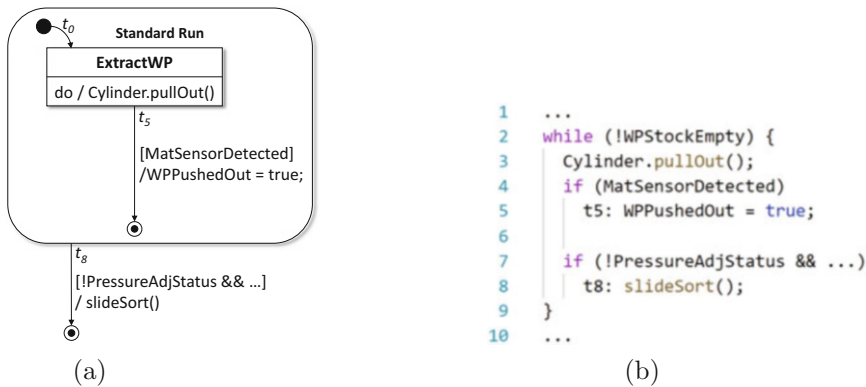 t0
Standard Run
ExtractWP
do / Cylinder.pullOut()
t5
[MatSensorDetected]
/WPPushedOut = true;
t8
[!PressureAdjStatus && ...]
/ slideSort()
(a)
1 ...
2 while (!WPStockEmpty) {
3 Cylinder.pullOut();
4 if (MatSensorDetected)
5 t5: WPPushedOut = true;
6
7 if (!PressureAdjStatus && ...)
8 t8: slideSort();
9 }
10 ...
(b)